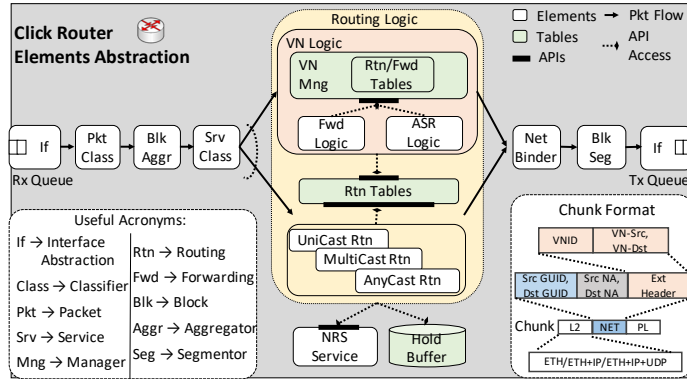 Click Router
Elements Abstraction
Routing Logic
VN Logic
VN
Mng
Rtn/Fwd
Tables
Fwd
Logic
ASR
Logic
Elements
Tables
APIs
Pkt Flow
API
Access
If
Rx Queue
Pkt
Class
Blk
Aggr
Srv
Class
Rtn Tables
UniCast Rtn
MultiCast Rtn
AnyCast Rtn
NRS
Service
Hold
Buffer
Net
Binder
Blk
Seg
If
Tx Queue
Useful Acronyms:
If → Interface
Abstraction
Class → Classifier
Pkt → Packet
Srv → Service
Mng → Manager
Rtn → Routing
Fwd → Forwarding
Blk → Block
Aggr → Aggregator
Seg → Segmentor
Chunk Format
VNID
VN-Src,
VN-Dst
Src GUID,
Dst GUID
Src NA,
Dst NA
Ext
Header
Chunk
L2
NET
PL
ETH/ETH+IP/ETH+IP+UDP